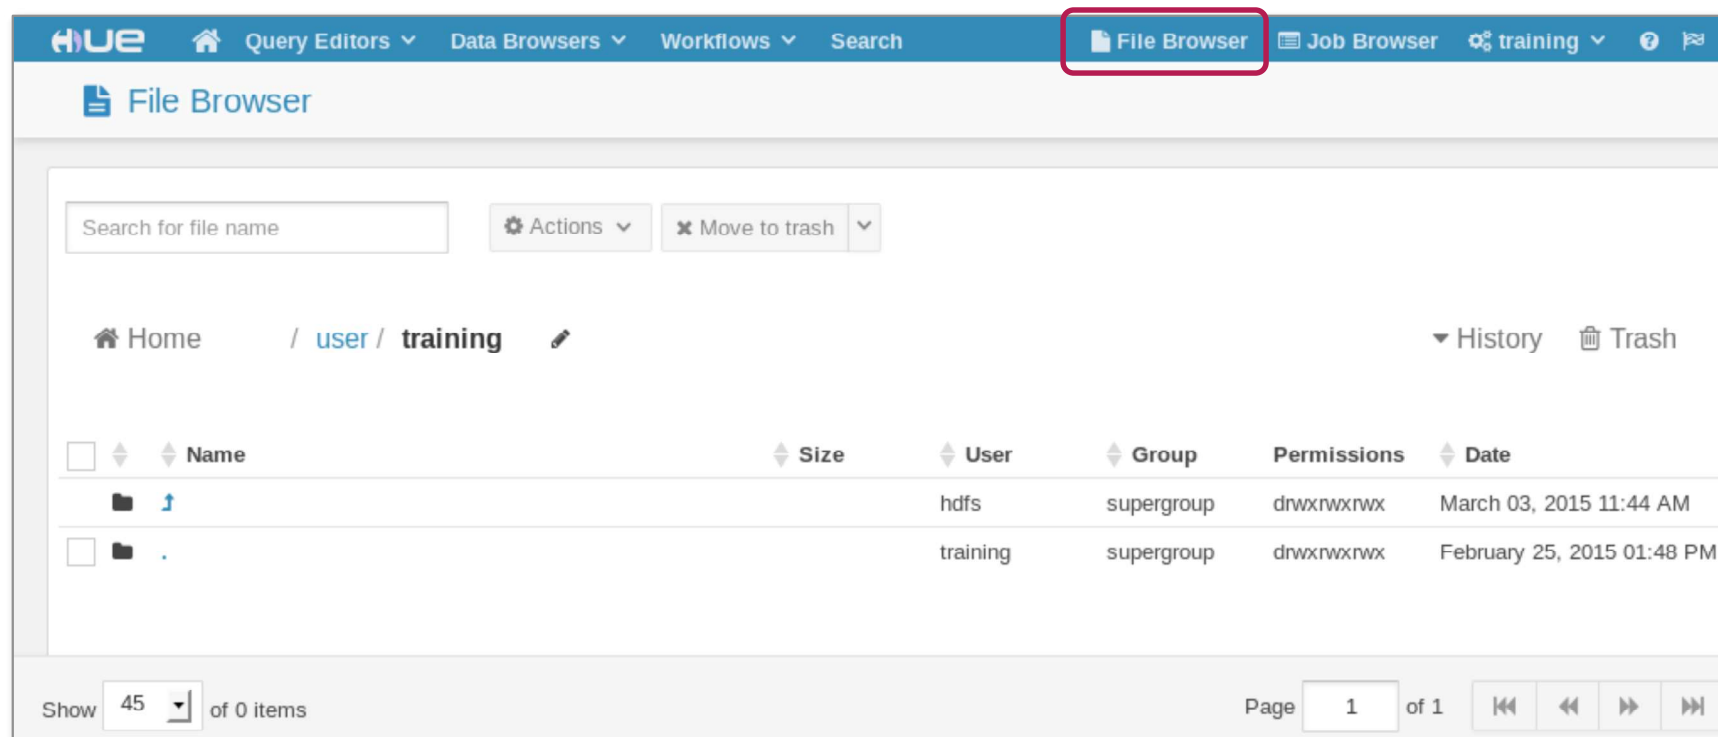 HUE Query Editors Data Browsers Workflows Search File Browser Job Browser training
File Browser
Search for file name Actions Move to trash
Home / user / training History Trash
Name Size User Group Permissions Date
hdfs supergroup drwxrwxrwx March 03, 2015 11:44 AM
. training supergroup drwxrwxrwx February 25, 2015 01:48 PM
Show 45 of 0 items Page 1 of 1